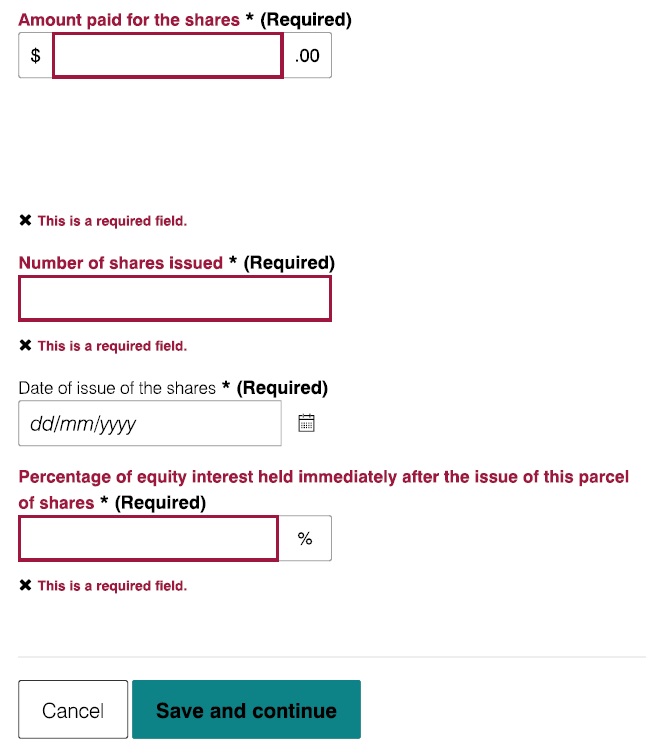 Amount paid for the shares * (Required)
$ .00
✖ This is a required field.
Number of shares issued * (Required)
✖ This is a required field.
Date of issue of the shares * (Required)
dd/mm/yyyy
Percentage of equity interest held immediately after the issue of this parcel
of shares * (Required)
%
✖ This is a required field.
Cancel Save and continue